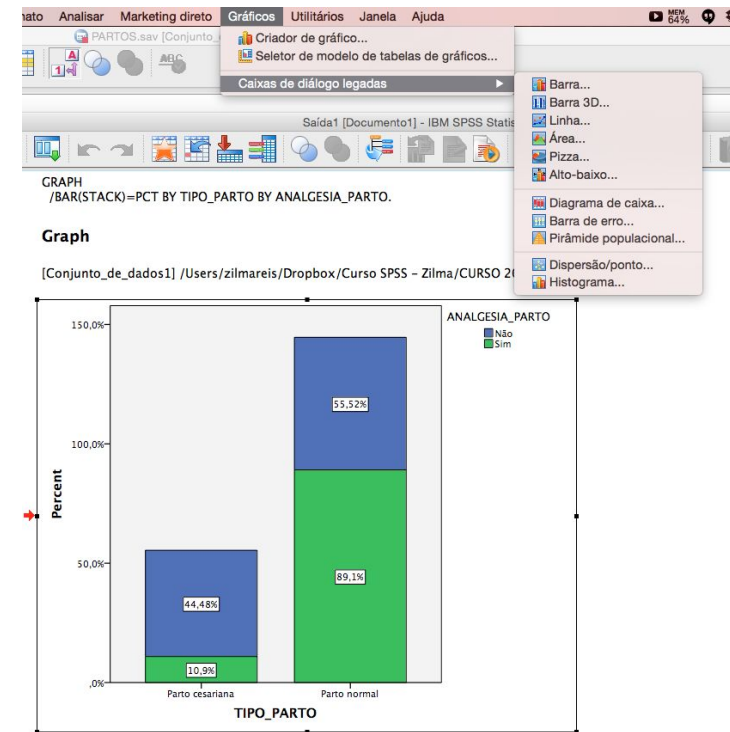 Analisar Marketing direto Gráficos Utilitários Janela Ajuda MEM 64%
PARTOS.sav
Criador de gráfico...
Seletor de modelo de tabelas de gráficos...
Caixas de diálogo legadas
Barra...
Barra 3D...
Linha...
Área...
Pizza...
Alto-baixo...
Diagrama de caixa...
Barra de erro...
Pirâmide populacional...
Dispersão/ponto...
Histograma...
Saída1 [Documento1] - IBM SPSS
GRAPH
/BAR(STACK)=PCT BY TIPO_PARTO BY ANALGESIA_PARTO.
Graph
[Conjunto_de_dados1] /Users/zilmareis/Dropbox/Curso SPSS – Zilma/CURSO
ANALGESIA_PARTO
Não
Sim
150,0%
100,0%
50,0%
,0%
Percent
55,52%
89,1%
44,48%
10,9%
Parto cesariana Parto normal
TIPO_PARTO